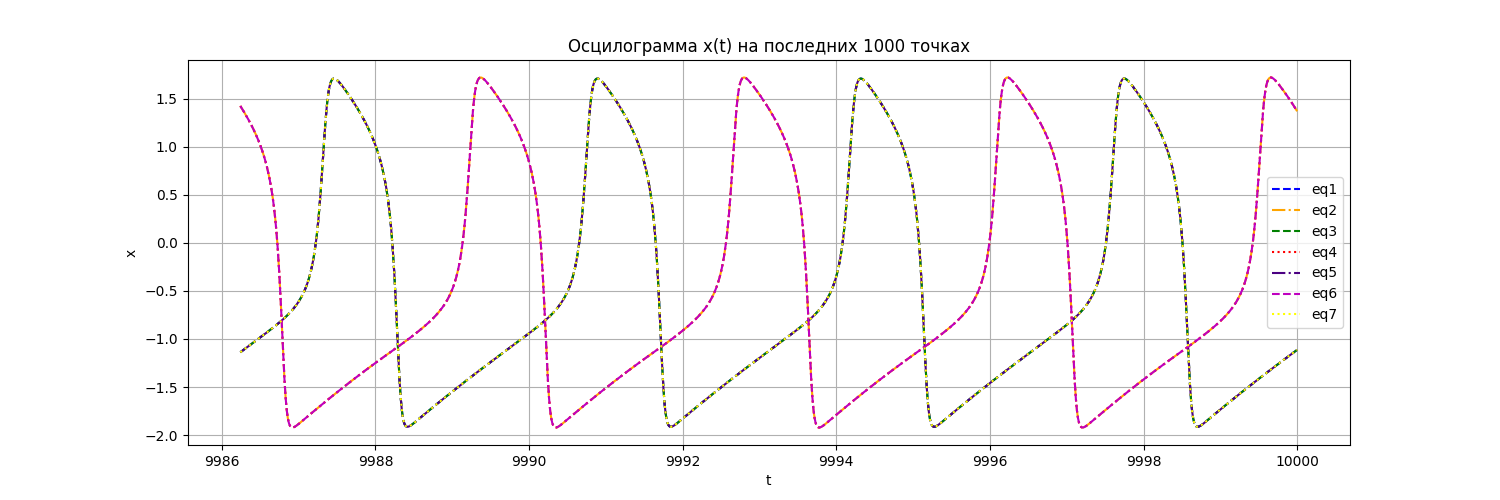 Осцилограмма x(t) на последних 1000 точках
x
1.5
1.0
0.5
0.0
−0.5
−1.0
−1.5
−2.0
eq1
eq2
eq3
eq4
eq5
eq6
eq7
9986 9988 9990 9992 9994 9996 9998 10000
t